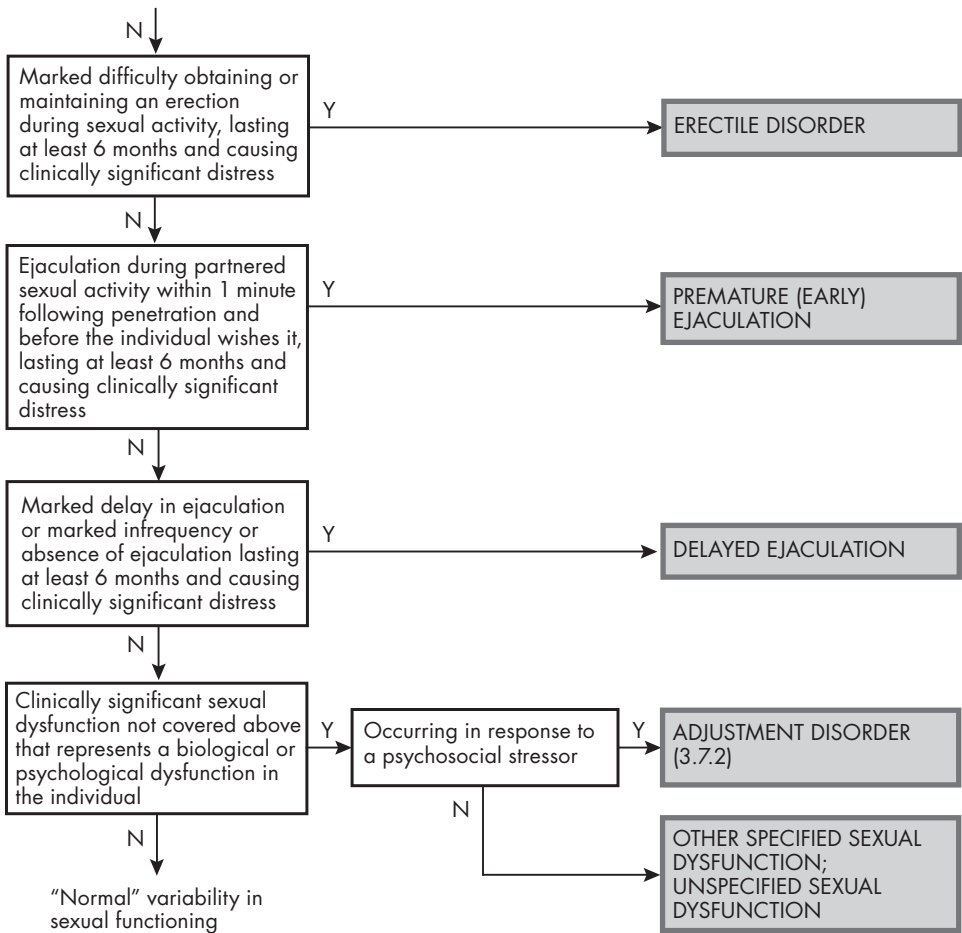 N
Marked difficulty obtaining or
maintaining an erection
during sexual activity, lasting
at least 6 months and causing
clinically significant distress
Y
ERECTILE DISORDER
N
Ejaculation during partnered
sexual activity within 1 minute
following penetration and
before the individual wishes it,
lasting at least 6 months and
causing clinically significant
distress
Y
PREMATURE (EARLY)
EJACULATION
N
Marked delay in ejaculation
or marked infrequency or
absence of ejaculation lasting
at least 6 months and causing
clinically significant distress
Y
DELAYED EJACULATION
N
Clinically significant sexual
dysfunction not covered above
that represents a biological or
psychological dysfunction in
the individual
Y
Occurring in response to
a psychosocial stressor
Y
ADJUSTMENT DISORDER
(3.7.2)
N
OTHER SPECIFIED SEXUAL
DYSFUNCTION;
UNSPECIFIED SEXUAL
DYSFUNCTION
N
"Normal" variability in
sexual functioning